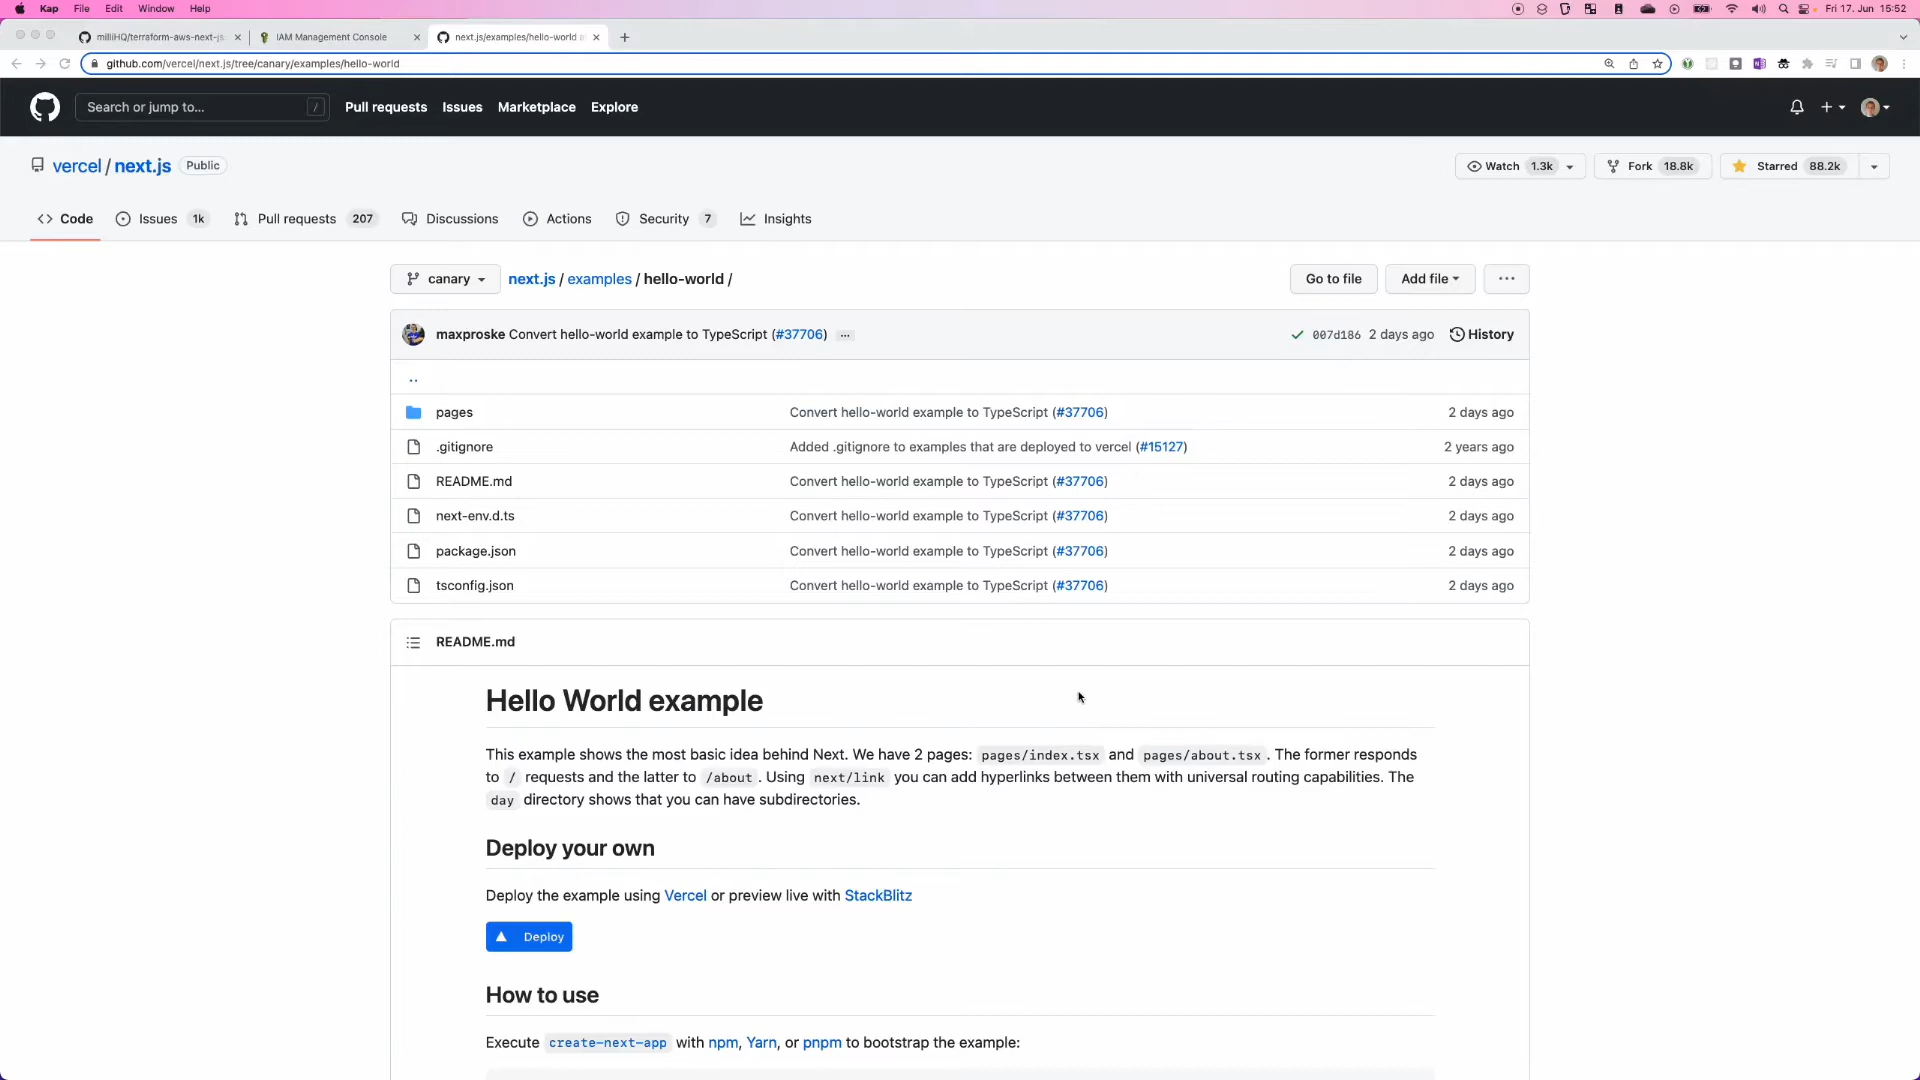 Kap File Edit Window Help Fri 17. Jun 15:52
milliHQ/terraform-aws-next-js
IAM Management Console
next.js/examples/hello-world a
github.com/vercel/next.js/tree/canary/examples/hello-world
Search or jump to... /
Pull requests Issues Marketplace Explore
vercel / next.js Public
Watch 1.3k Fork 18.8k Starred 88.2k
Code Issues 1k Pull requests 207 Discussions Actions Security 7 Insights
canary next.js / examples / hello-world / Go to file Add file ...
maxproske Convert hello-world example to TypeScript (#37706) ... 007d186 2 days ago History
..
pages Convert hello-world example to TypeScript (#37706) 2 days ago
.gitignore Added .gitignore to examples that are deployed to vercel (#15127) 2 years ago
README.md Convert hello-world example to TypeScript (#37706) 2 days ago
next-env.d.ts Convert hello-world example to TypeScript (#37706) 2 days ago
package.json Convert hello-world example to TypeScript (#37706) 2 days ago
tsconfig.json Convert hello-world example to TypeScript (#37706) 2 days ago
README.md
Hello World example
This example shows the most basic idea behind Next. We have 2 pages: pages/index.tsx and pages/about.tsx. The former responds
to / requests and the latter to /about. Using next/link you can add hyperlinks between them with universal routing capabilities. The
day directory shows that you can have subdirectories.
Deploy your own
Deploy the example using Vercel or preview live with StackBlitz
Deploy
How to use
Execute create-next-app with npm, Yarn, or pnpm to bootstrap the example: